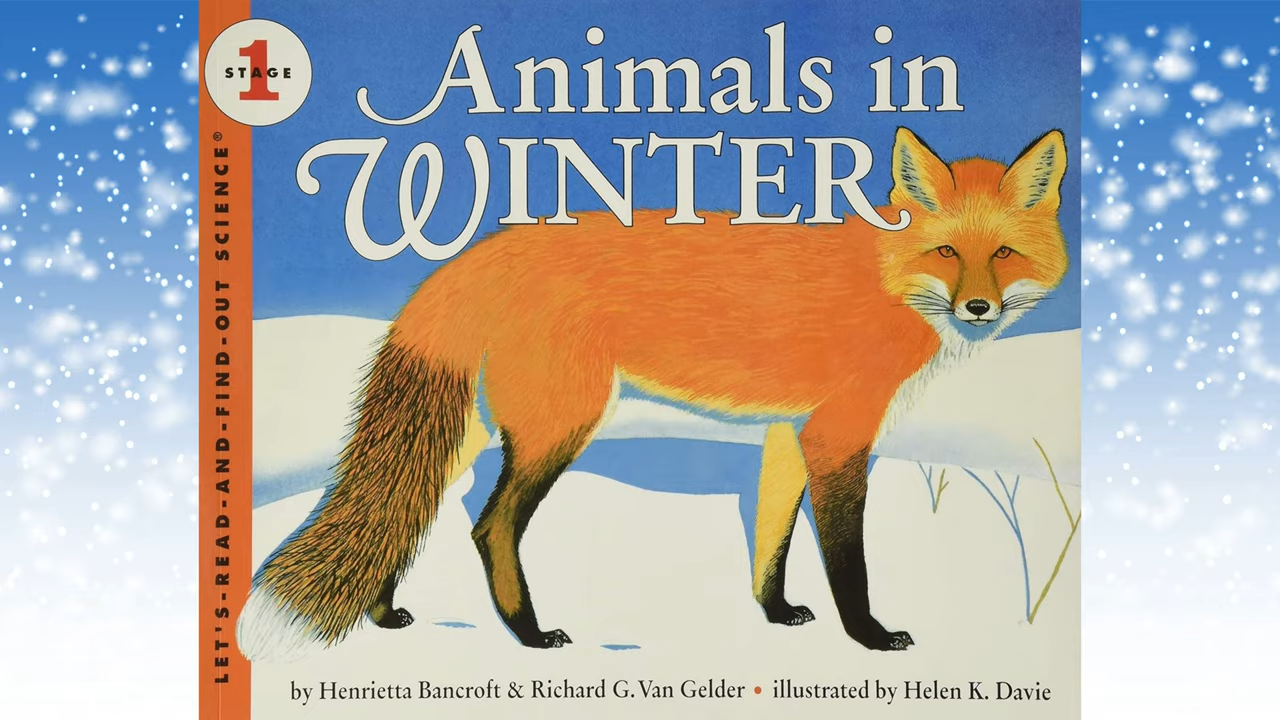 STAGE 1
LET'S-READ-AND-FIND-OUT SCIENCE®
Animals in
WINTER
by Henrietta Bancroft & Richard G. Van Gelder • illustrated by Helen K. Davie